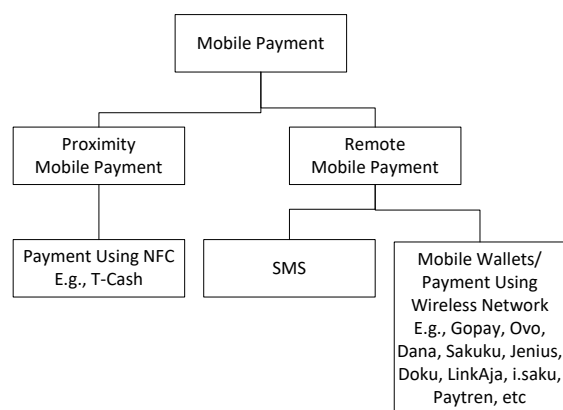 Mobile Payment
Proximity
Mobile Payment
Remote
Mobile Payment
Payment Using NFC
E.g., T-Cash
SMS
Mobile Wallets/
Payment Using
Wireless Network
E.g., Gopay, Ovo,
Dana, Sakuku, Jenius,
Doku, LinkAja, i.saku,
Paytren, etc